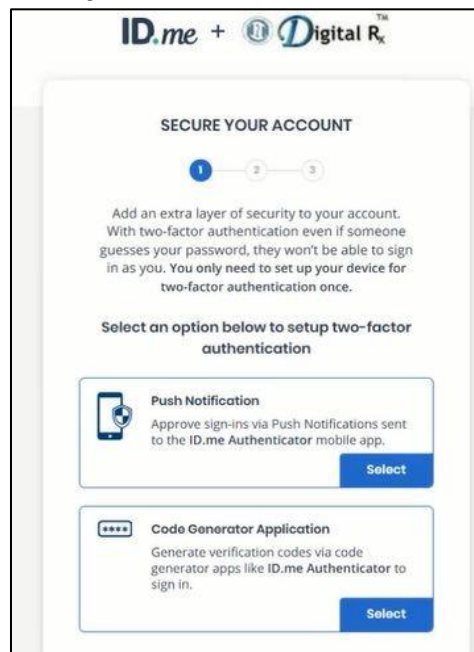 ID.me + Digital Rx™
SECURE YOUR ACCOUNT
1 2 3
Add an extra layer of security to your account.
With two-factor authentication even if someone
guesses your password, they won't be able to sign
in as you. You only need to set up your device for
two-factor authentication once.
Select an option below to setup two-factor
authentication
Push Notification
Approve sign-ins via Push Notifications sent
to the ID.me Authenticator mobile app.
Select
Code Generator Application
Generate verification codes via code
generator apps like ID.me Authenticator to
sign in.
Select